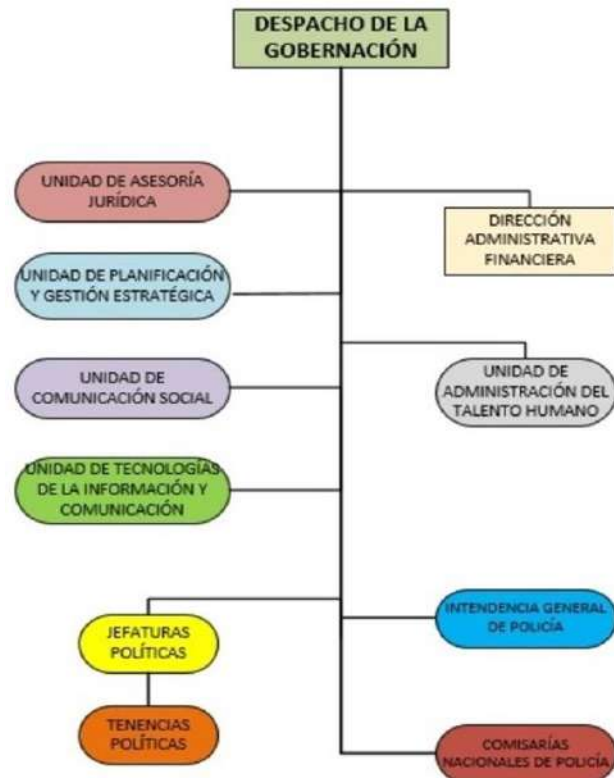 DESPACHO DE LA
GOBERNACIÓN
UNIDAD DE ASESORÍA
JURÍDICA
DIRECCIÓN
ADMINISTRATIVA
FINANCIERA
UNIDAD DE PLANIFICACIÓN
Y GESTIÓN ESTRATÉGICA
UNIDAD DE
COMUNICACIÓN SOCIAL
UNIDAD DE
ADMINISTRACIÓN DEL
TALENTO HUMANO
UNIDAD DE TECNOLOGÍAS
DE LA INFORMACIÓN Y
COMUNICACIÓN
JEFATURAS
POLÍTICAS
INTENDENCIA GENERAL
DE POLICÍA
TENENCIAS
POLÍTICAS
COMISARÍAS
NACIONALES DE POLICÍA